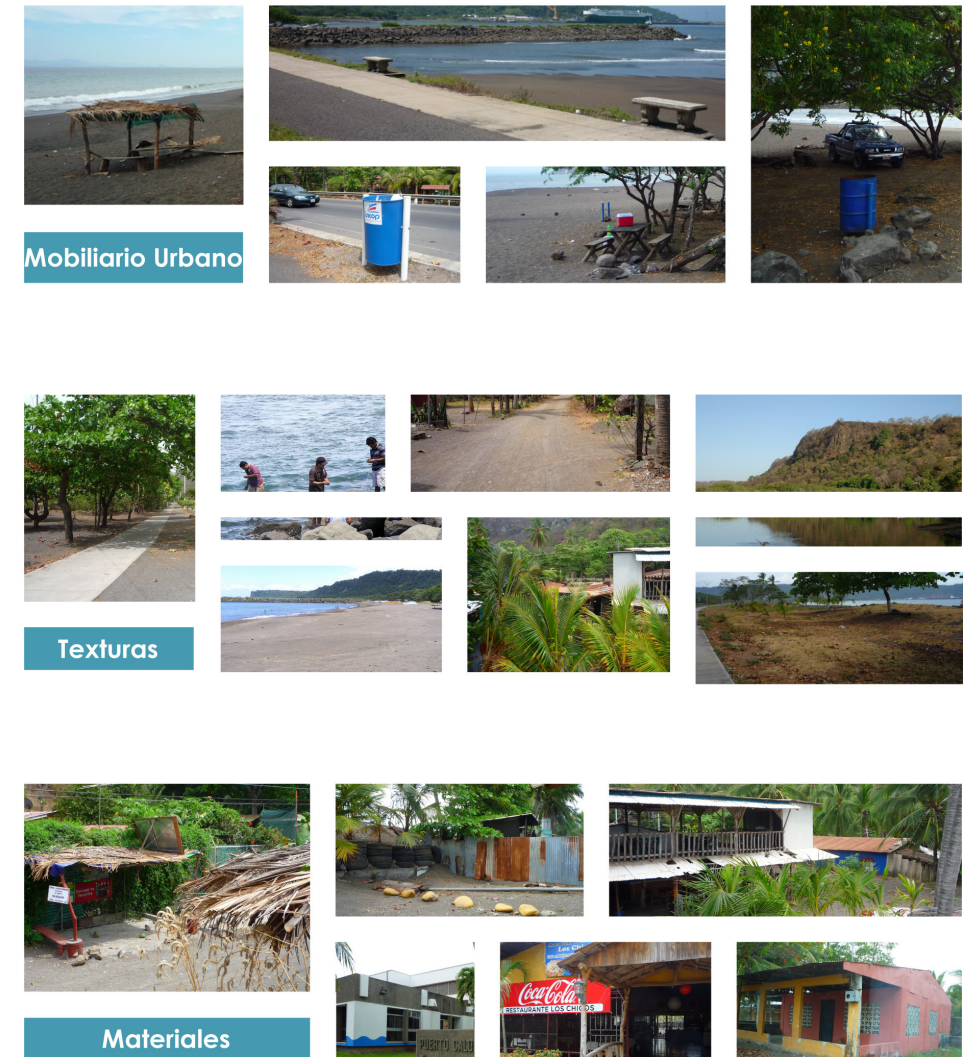 Mobiliario Urbano
Texturas
Materiales
Coca-Cola
RESTAURANTE LOS CHICOS